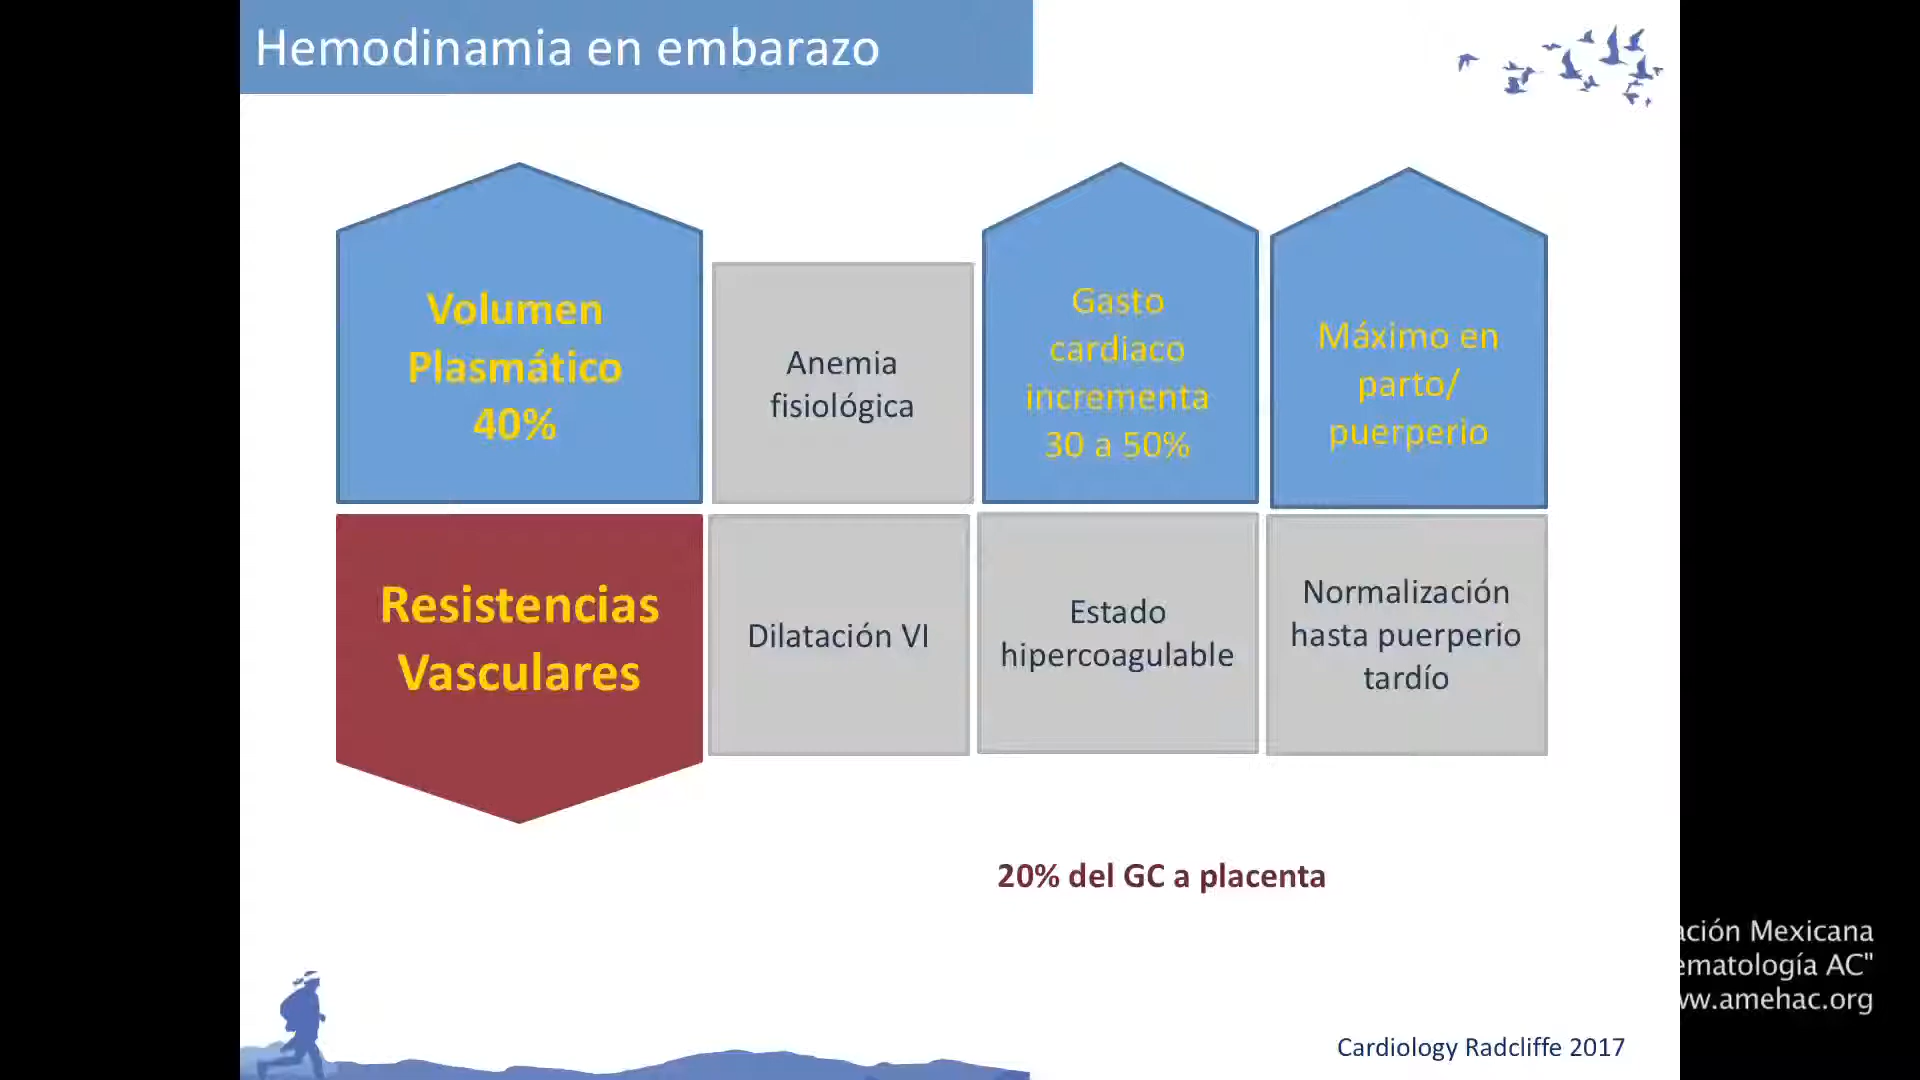 Hemodinamia en embarazo
Volumen
Plasmático
40%
Anemia
fisiológica
Gasto
cardiaco
incrementa
30 a 50%
Máximo en
parto/
puerperio
Resistencias
Vasculares
Dilatación VI
Estado
hipercoagulable
Normalización
hasta puerperio
tardío
20% del GC a placenta
ación Mexicana
ematología AC"
ww.amehac.org
Cardiology Radcliffe 2017